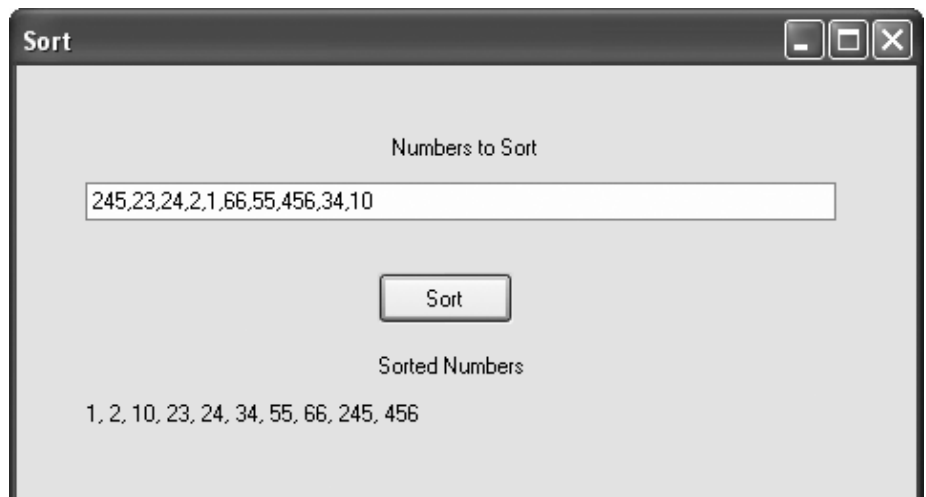 Sort
Numbers to Sort
245,23,24,2,1,66,55,456,34,10
Sort
Sorted Numbers
1, 2, 10, 23, 24, 34, 55, 66, 245, 456